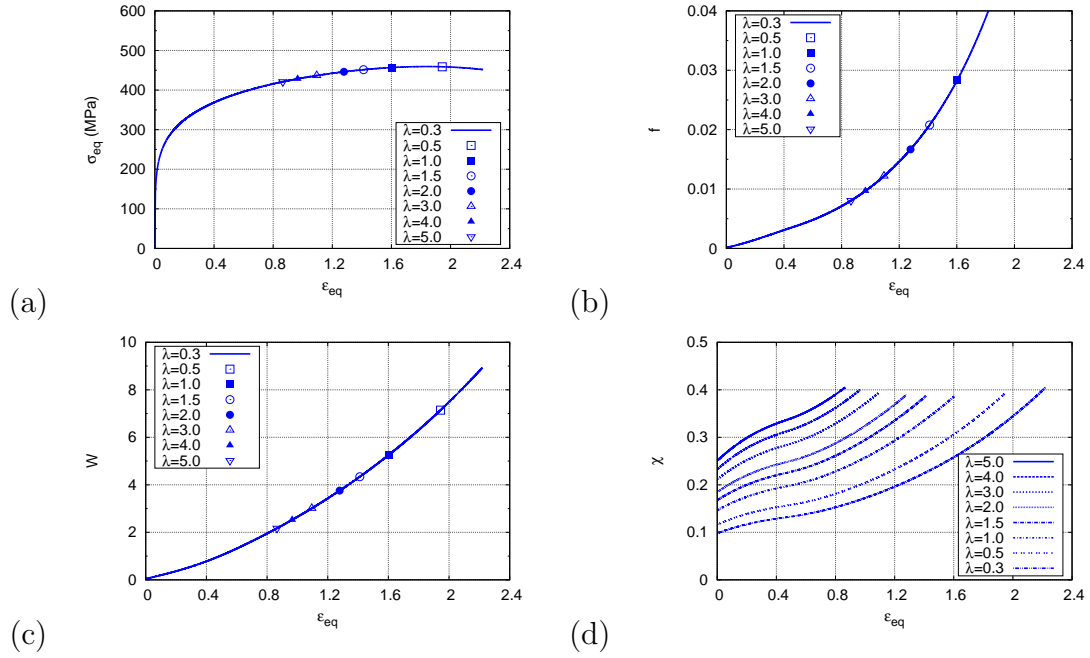 600
500
400
300
200
100
0
0
0.4
0.8
1.2
1.6
2
2.4
σeq (MPa)
εeq
λ=0.3
λ=0.5
λ=1.0
λ=1.5
λ=2.0
λ=3.0
λ=4.0
λ=5.0
(a)
0.04
0.03
0.02
0.01
0
0
0.4
0.8
1.2
1.6
2
2.4
f
εeq
λ=0.3
λ=0.5
λ=1.0
λ=1.5
λ=2.0
λ=3.0
λ=4.0
λ=5.0
(b)
10
8
6
4
2
0
0
0.4
0.8
1.2
1.6
2
2.4
W
εeq
λ=0.3
λ=0.5
λ=1.0
λ=1.5
λ=2.0
λ=3.0
λ=4.0
λ=5.0
(c)
0.5
0.4
0.3
0.2
0.1
0
0
0.4
0.8
1.2
1.6
2
2.4
χ
εeq
λ=5.0
λ=4.0
λ=3.0
λ=2.0
λ=1.5
λ=1.0
λ=0.5
λ=0.3
(d)